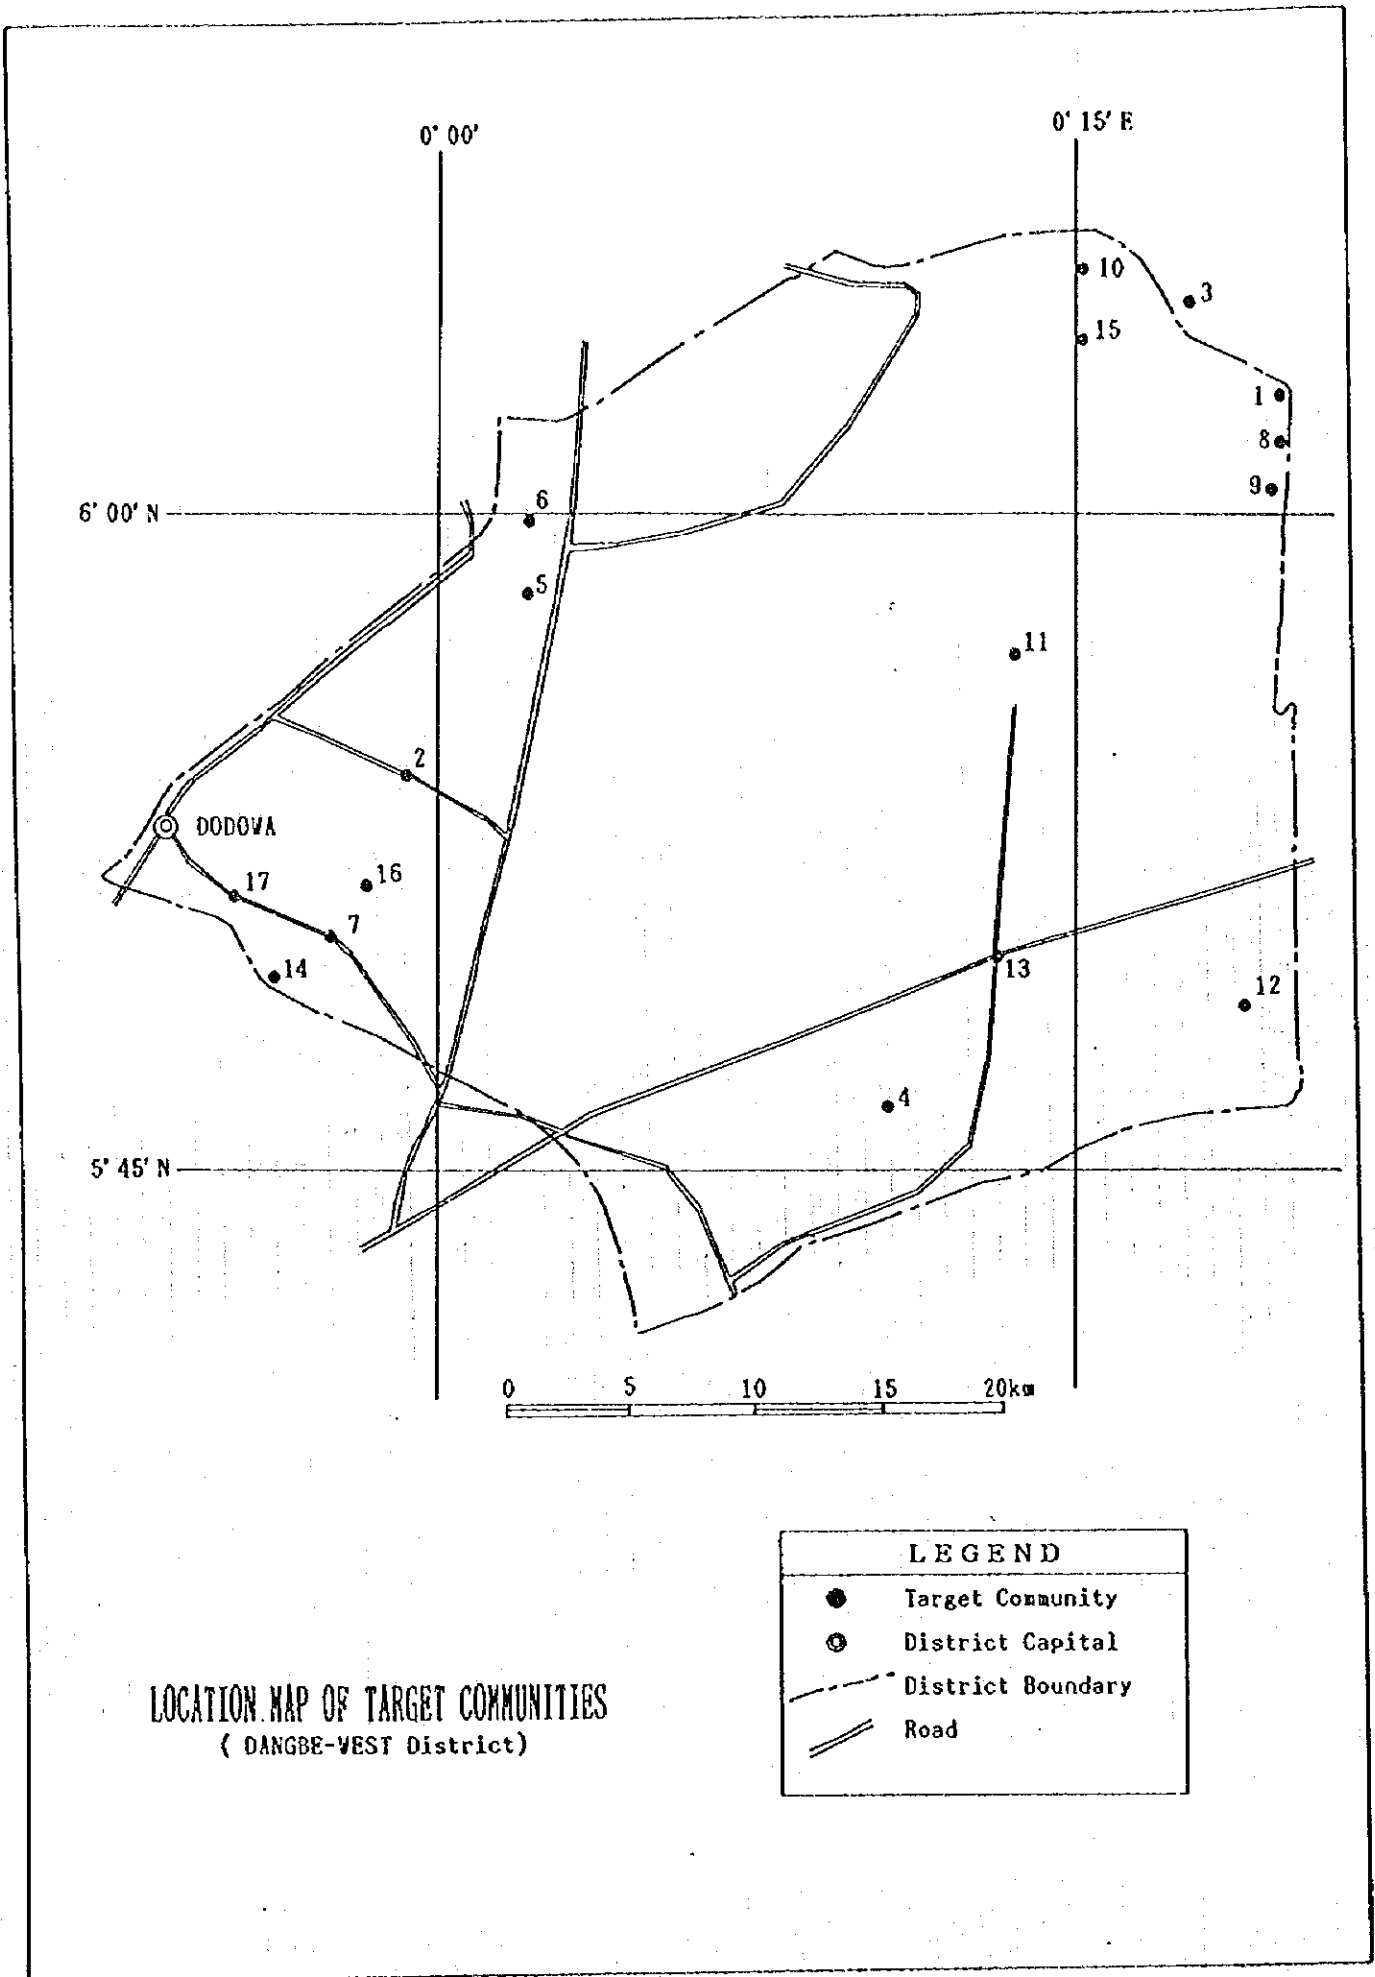 0° 00'
0° 15' E
10
3
15
1
8
9
6° 00' N
6
5
11
2
DODOWA
16
17
7
14
13
12
4
5° 45' N
0 5 10 15 20km
LEGEND
Target Community
District Capital
District Boundary
Road
LOCATION MAP OF TARGET COMMUNITIES
( DANGBE-WEST District)